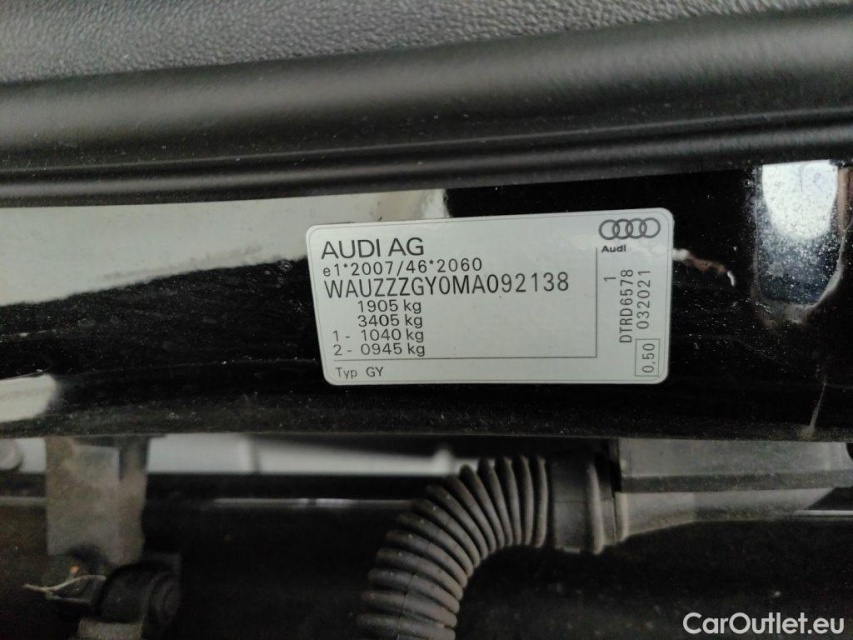 AUDI AG
e1*2007/46*2060
WAUZZZGY0MA092138
1905 kg
3405 kg
1 - 1040 kg
2 - 0945 kg
Typ GY
Audi
1
DTRD6578
032021
0,50
CarOutlet.eu